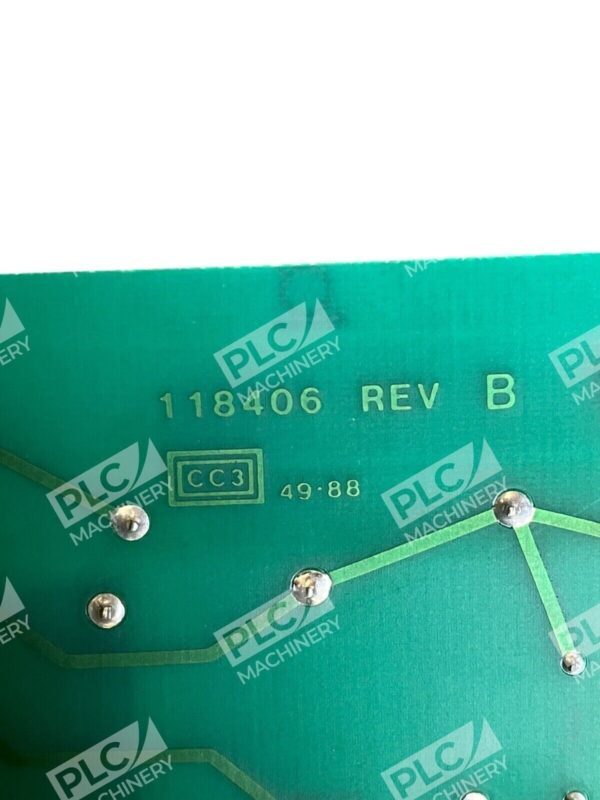 118406 REV B
CC3
49-88
PLC MACHINERY